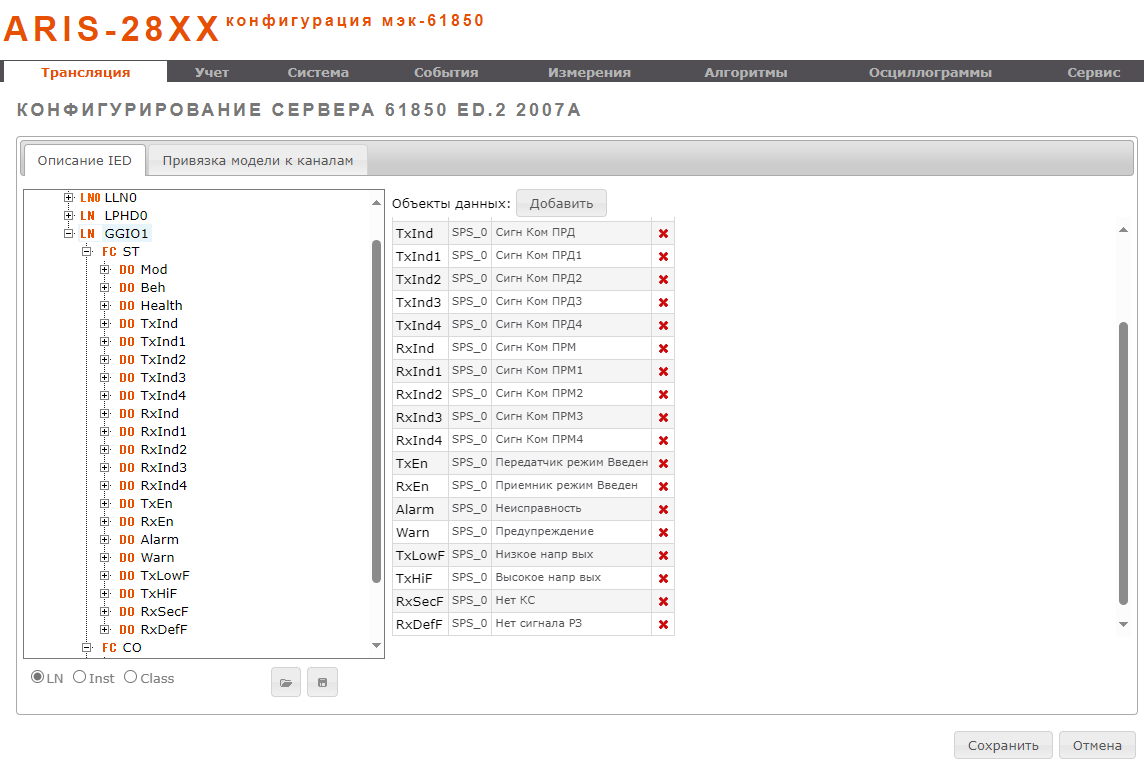 ARIS-28XX конфигурация мэк-61850
Трансляция Учет Система События Измерения Алгоритмы Осциллограммы Сервис
КОНФИГУРИРОВАНИЕ СЕРВЕРА 61850 ED.2 2007A
Описание IED Привязка модели к каналам
LN0 LLN0
LN LPHD0
LN GGIO1
FC ST
DO Mod
DO Beh
DO Health
DO TxInd
DO TxInd1
DO TxInd2
DO TxInd3
DO TxInd4
DO RxInd
DO RxInd1
DO RxInd2
DO RxInd3
DO RxInd4
DO TxEn
DO RxEn
DO Alarm
DO Warn
DO TxLowF
DO TxHiF
DO RxSecF
DO RxDefF
FC CO
LN Inst Class
Объекты данных: Добавить
TxInd SPS_0 Сигн Ком ПРД
TxInd1 SPS_0 Сигн Ком ПРД1
TxInd2 SPS_0 Сигн Ком ПРД2
TxInd3 SPS_0 Сигн Ком ПРД3
TxInd4 SPS_0 Сигн Ком ПРД4
RxInd SPS_0 Сигн Ком ПРМ
RxInd1 SPS_0 Сигн Ком ПРМ1
RxInd2 SPS_0 Сигн Ком ПРМ2
RxInd3 SPS_0 Сигн Ком ПРМ3
RxInd4 SPS_0 Сигн Ком ПРМ4
TxEn SPS_0 Передатчик режим Введен
RxEn SPS_0 Приемник режим Введен
Alarm SPS_0 Неисправность
Warn SPS_0 Предупреждение
TxLowF SPS_0 Низкое напр вых
TxHiF SPS_0 Высокое напр вых
RxSecF SPS_0 Нет КС
RxDefF SPS_0 Нет сигнала РЗ
Сохранить Отмена